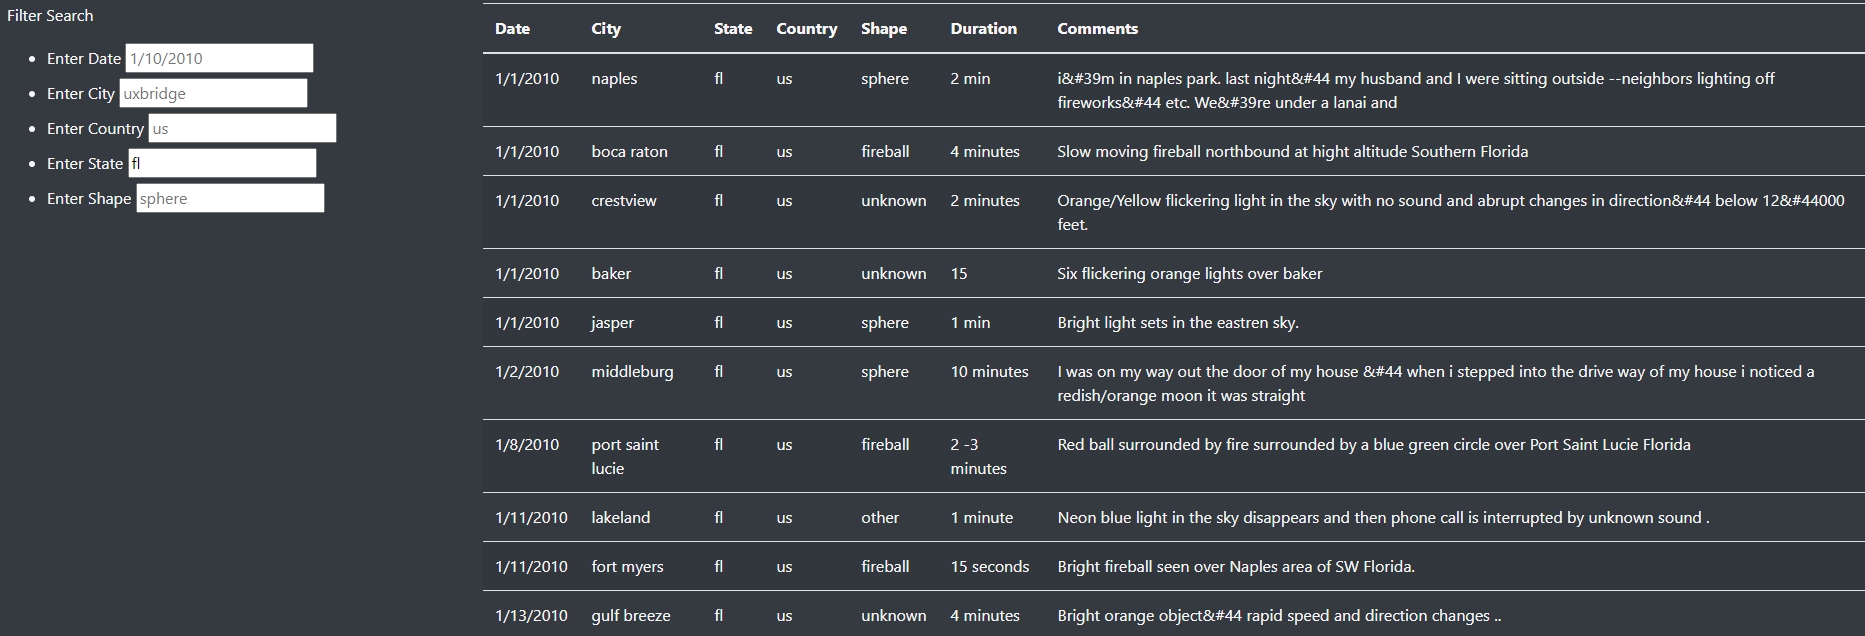 Filter Search
Enter Date 1/10/2010
Enter City uxbridge
Enter Country us
Enter State fl
Enter Shape sphere
Date City State Country Shape Duration Comments
1/1/2010 naples fl us sphere 2 min i&#39m in naples park. last night&#44 my husband and I were sitting outside --neighbors lighting off
fireworks&#44 etc. We&#39re under a lanai and
1/1/2010 boca raton fl us fireball 4 minutes Slow moving fireball northbound at hight altitude Southern Florida
1/1/2010 crestview fl us unknown 2 minutes Orange/Yellow flickering light in the sky with no sound and abrupt changes in direction&#44 below 12&#44000
feet.
1/1/2010 baker fl us unknown 15 Six flickering orange lights over baker
1/1/2010 jasper fl us sphere 1 min Bright light sets in the eastren sky.
1/2/2010 middleburg fl us sphere 10 minutes I was on my way out the door of my house &#44 when i stepped into the drive way of my house i noticed a
redish/orange moon it was straight
1/8/2010 port saint fl us fireball 2 -3 Red ball surrounded by fire surrounded by a blue green circle over Port Saint Lucie Florida
lucie minutes
1/11/2010 lakeland fl us other 1 minute Neon blue light in the sky disappears and then phone call is interrupted by unknown sound .
1/11/2010 fort myers fl us fireball 15 seconds Bright fireball seen over Naples area of SW Florida.
1/13/2010 gulf breeze fl us unknown 4 minutes Bright orange object&#44 rapid speed and direction changes ..